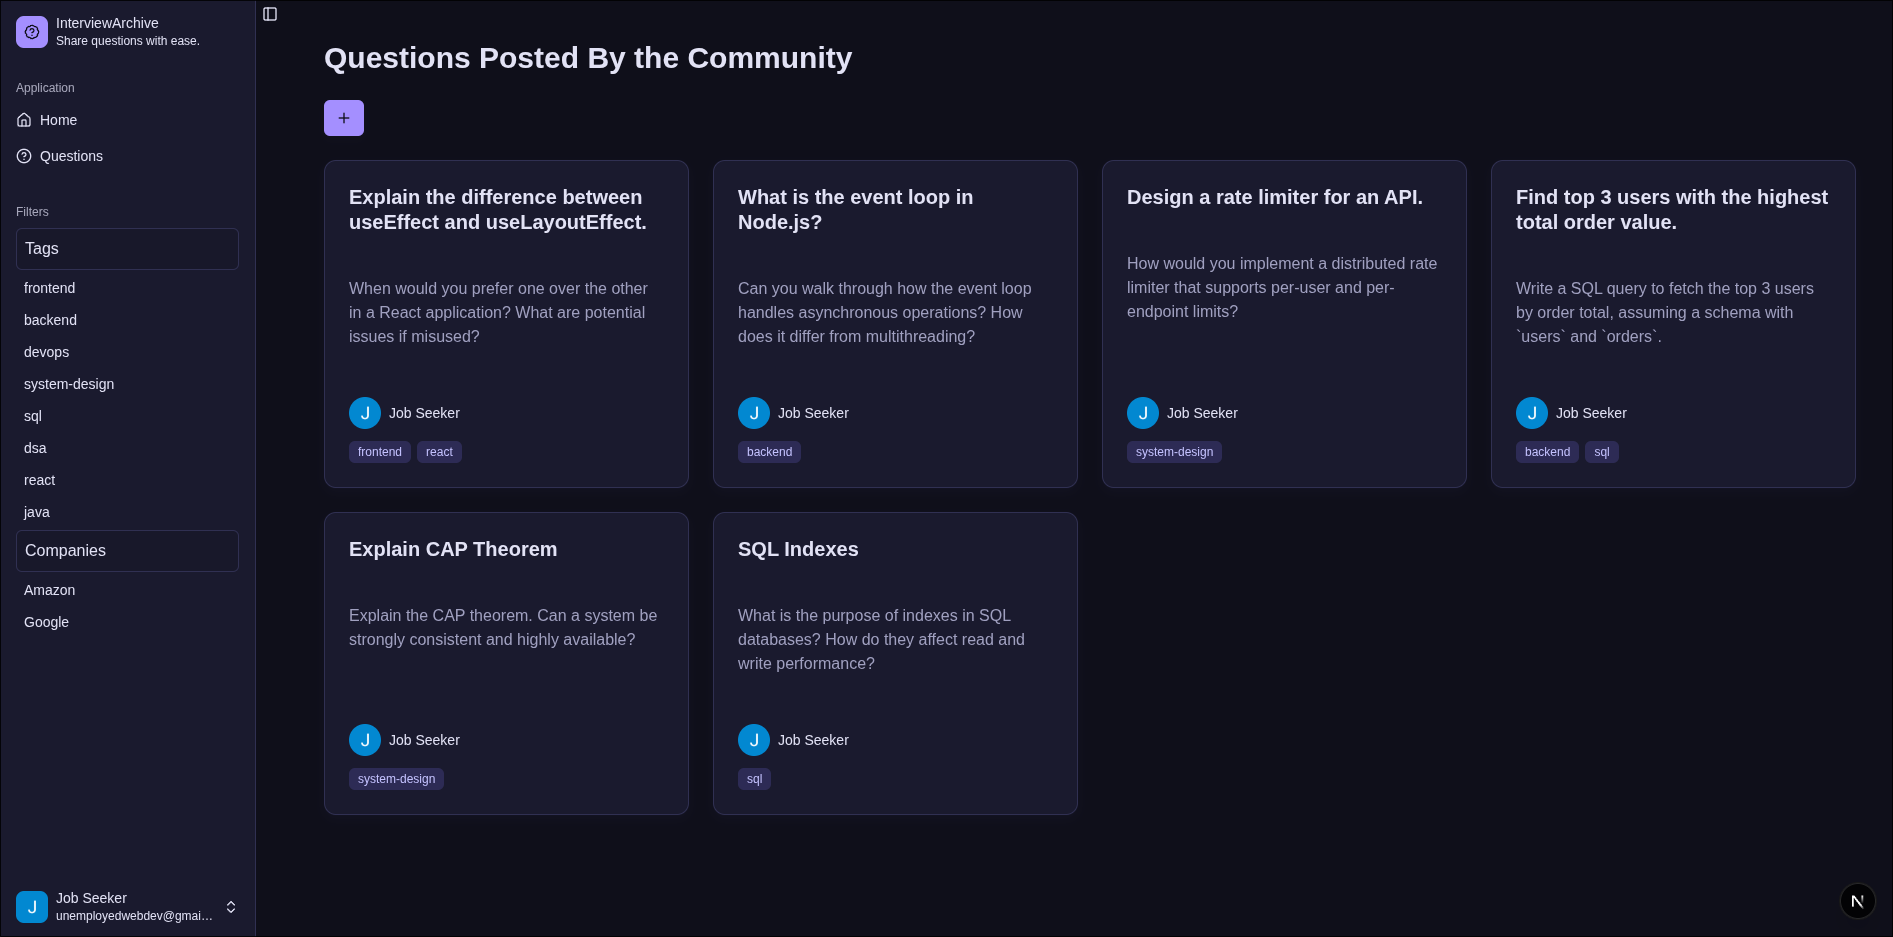 InterviewArchive
Share questions with ease.
Application
Home
Questions
Filters
Tags
frontend
backend
devops
system-design
sql
dsa
react
java
Companies
Amazon
Google
J
Job Seeker
unemployedwebdev@gmai...
Questions Posted By the Community
+
Explain the difference between
useEffect and useLayoutEffect.
When would you prefer one over the other
in a React application? What are potential
issues if misused?
J
Job Seeker
frontend
react
What is the event loop in
Node.js?
Can you walk through how the event loop
handles asynchronous operations? How
does it differ from multithreading?
J
Job Seeker
backend
Design a rate limiter for an API.
How would you implement a distributed rate
limiter that supports per-user and per-
endpoint limits?
J
Job Seeker
system-design
Find top 3 users with the highest
total order value.
Write a SQL query to fetch the top 3 users
by order total, assuming a schema with
`users` and `orders`.
J
Job Seeker
backend
sql
Explain CAP Theorem
Explain the CAP theorem. Can a system be
strongly consistent and highly available?
J
Job Seeker
system-design
SQL Indexes
What is the purpose of indexes in SQL
databases? How do they affect read and
write performance?
J
Job Seeker
sql
N